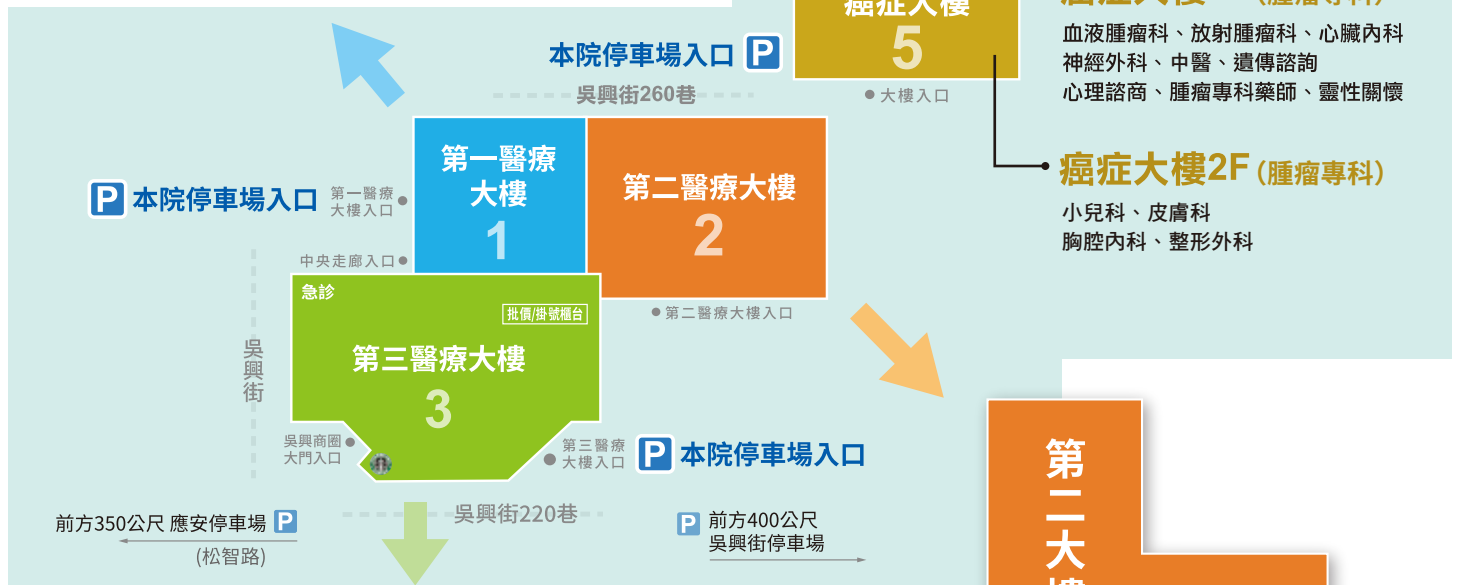 癌症大樓
5
大樓入口
(腫瘤專科)
血液腫瘤科、放射腫瘤科、心臟內科
神經外科、中醫、遺傳諮詢
心理諮商、腫瘤專科藥師、靈性關懷
癌症大樓2F(腫瘤專科)
小兒科、皮膚科
胸腔內科、整形外科
本院停車場入口 P
吳興街260巷
第一醫療
大樓
1
第二醫療大樓
2
P 本院停車場入口
第一醫療
大樓入口
中央走廊入口
急診
批價/掛號櫃台
第二醫療大樓入口
第三醫療大樓
3
吳興街
吳興商圈
大門入口
第三醫療
大樓入口
P 本院停車場入口
吳興街220巷
前方350公尺 應安停車場 P
(松智路)
P 前方400公尺
吳興街停車場
第二大樓